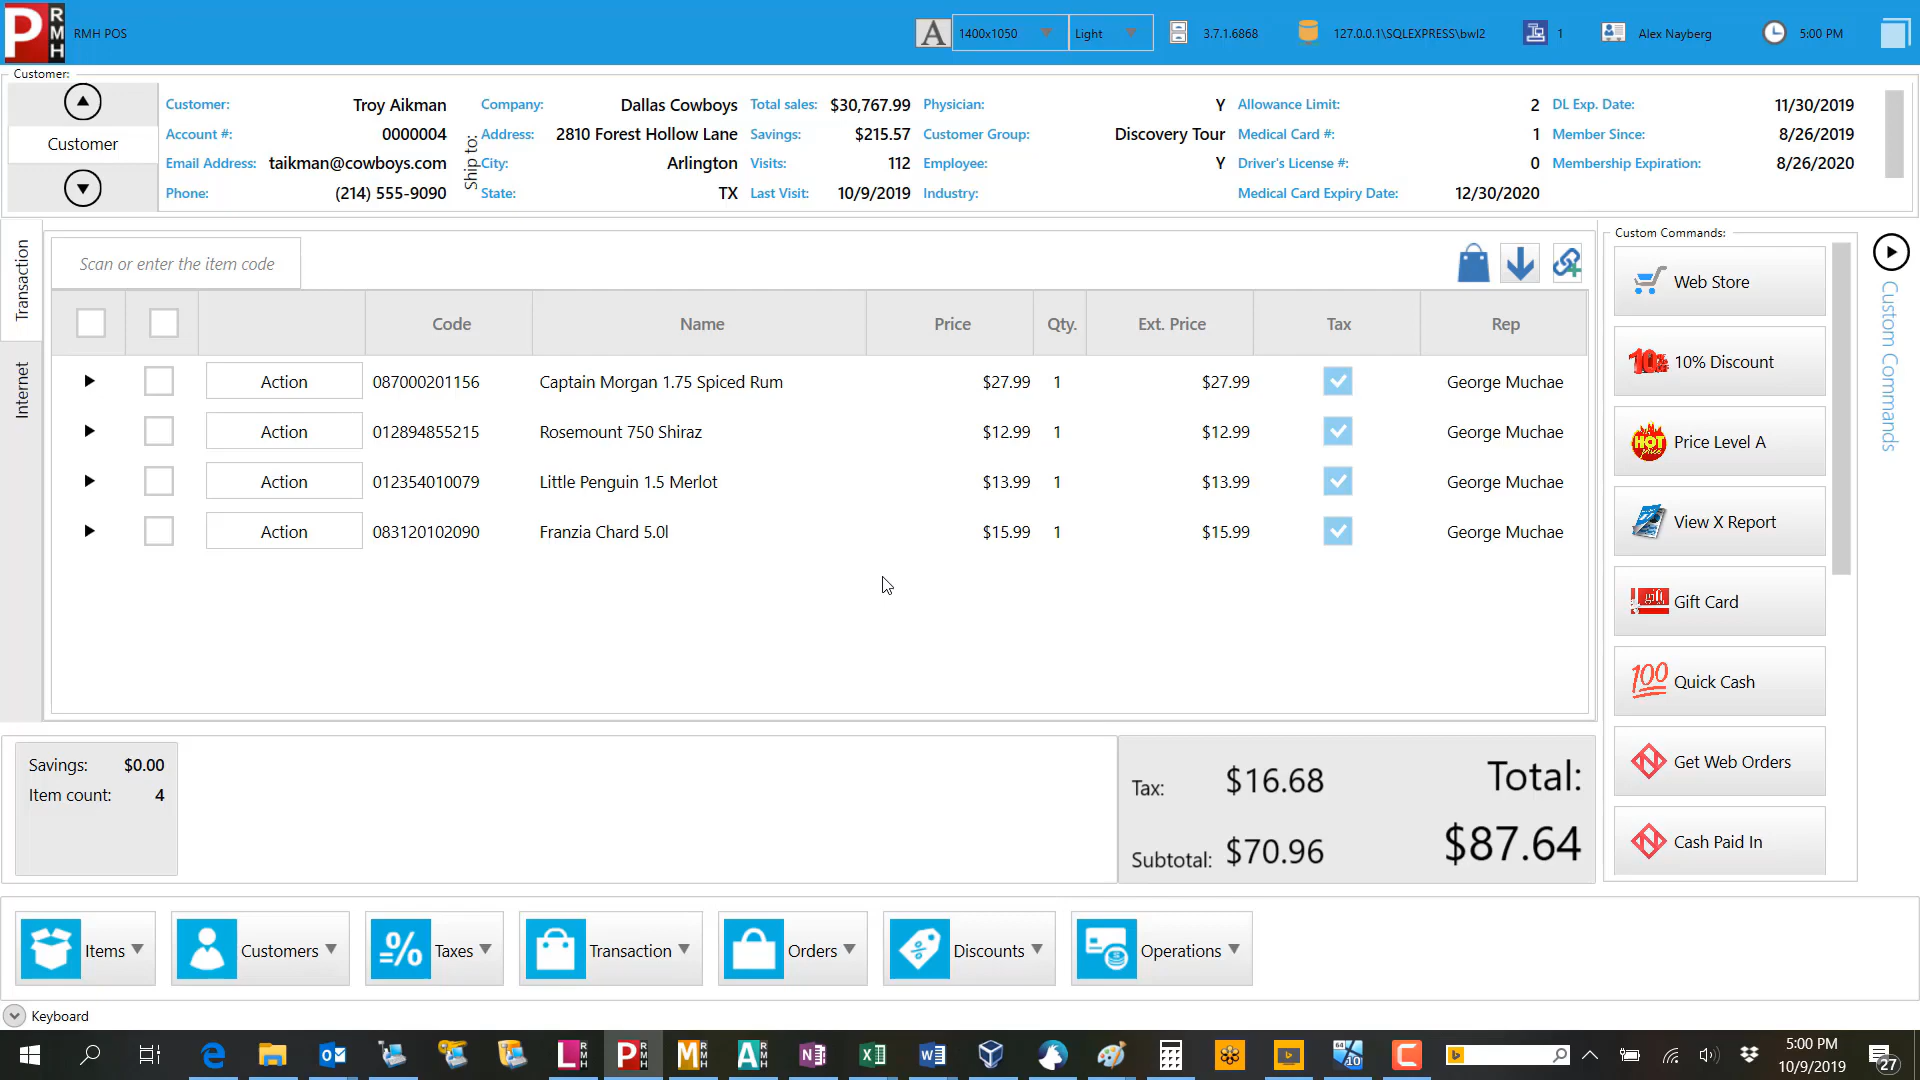 P RMH RMH POS A 1400x1050 Light 3.7.1.6868 127.0.0.1\SQLEXPRESS\bwl2 1 Alex Nayberg 5:00 PM
Customer:
Customer
Customer: Troy Aikman
Account #: 0000004
Email Address: taikman@cowboys.com
Phone: (214) 555-9090
Ship to:
Company: Dallas Cowboys
Address: 2810 Forest Hollow Lane
City: Arlington
State: TX
Total sales: $30,767.99
Savings: $215.57
Visits: 112
Last Visit: 10/9/2019
Physician: Y
Customer Group: Discovery Tour
Employee: Y
Industry:
Allowance Limit: 2
Medical Card #: 1
Driver's License #: 0
Medical Card Expiry Date: 12/30/2020
DL Exp. Date: 11/30/2019
Member Since: 8/26/2019
Membership Expiration: 8/26/2020
Transaction
Internet
Scan or enter the item code
Code Name Price Qty. Ext. Price Tax Rep
Action 087000201156 Captain Morgan 1.75 Spiced Rum $27.99 1 $27.99 George Muchae
Action 012894855215 Rosemount 750 Shiraz $12.99 1 $12.99 George Muchae
Action 012354010079 Little Penguin 1.5 Merlot $13.99 1 $13.99 George Muchae
Action 083120102090 Franzia Chard 5.0l $15.99 1 $15.99 George Muchae
Custom Commands:
Web Store
10% 10% Discount
HOT price Price Level A
View X Report
gift Gift Card
100 Quick Cash
Get Web Orders
Cash Paid In
Custom Commands
Savings: $0.00
Item count: 4
Tax: $16.68
Subtotal: $70.96
Total:
$87.64
Items Customers Taxes Transaction Orders Discounts Operations
Keyboard
5:00 PM
10/9/2019
27